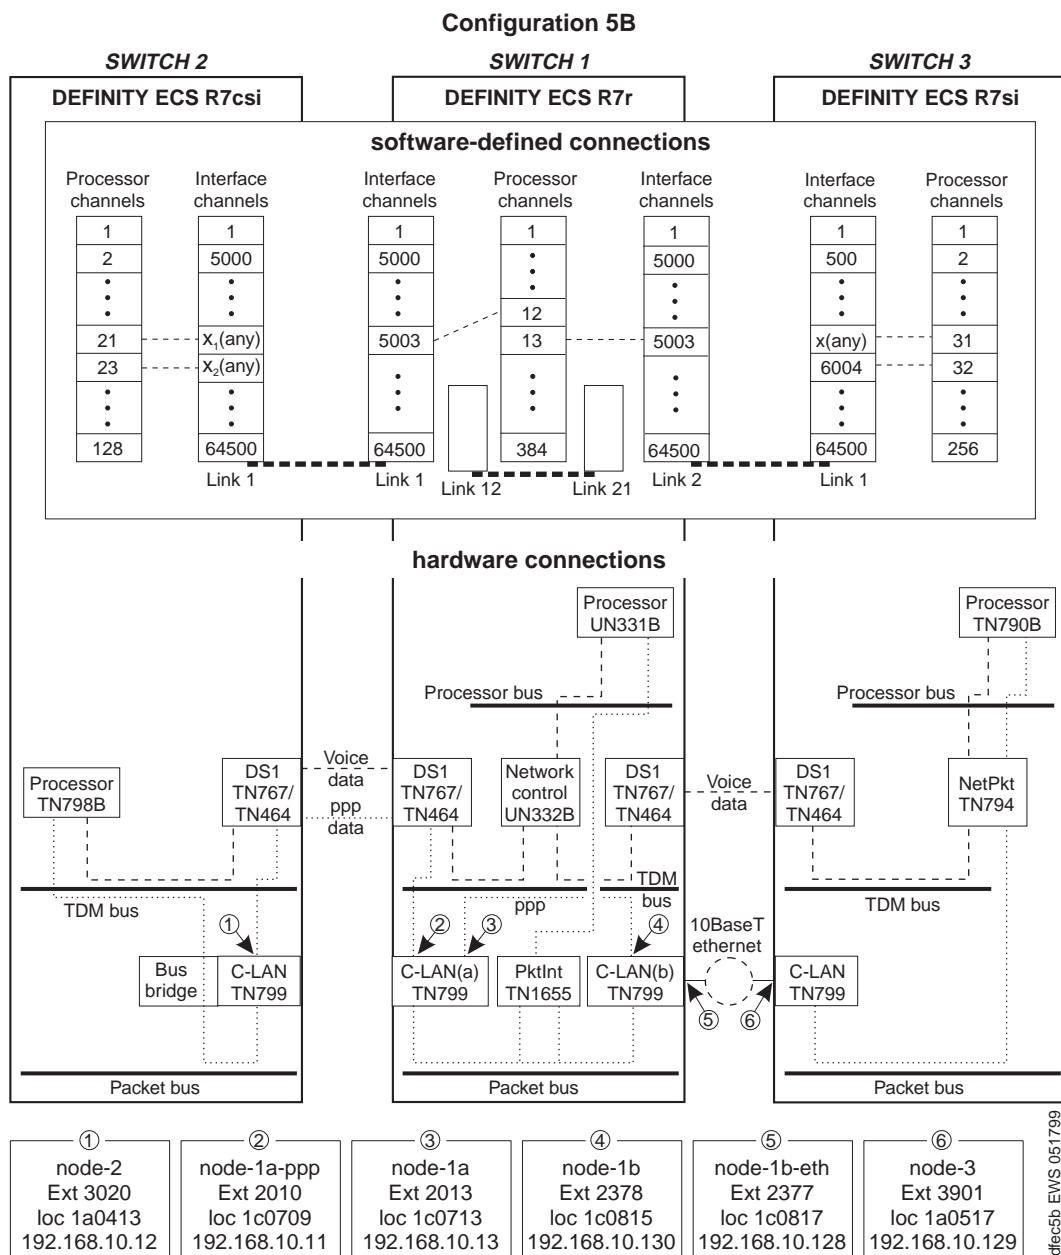 Configuration 5B
SWITCH 2
SWITCH 1
SWITCH 3
DEFINITY ECS R7csi
DEFINITY ECS R7r
DEFINITY ECS R7si
software-defined connections
Processor
channels
Interface
channels
Interface
channels
Processor
channels
Interface
channels
Interface
channels
Processor
channels
1
2
21
23
128
1
5000
x1(any)
x2(any)
64500
1
5000
5003
64500
1
12
13
384
1
5000
5003
64500
1
500
x(any)
6004
64500
1
2
31
32
256
Link 1
Link 1
Link 12
Link 21
Link 2
Link 1
hardware connections
Processor
UN331B
Processor
TN790B
Processor bus
Processor bus
Processor
TN798B
DS1
TN767/
TN464
Voice
data
ppp
data
DS1
TN767/
TN464
Network
control
UN332B
DS1
TN767/
TN464
Voice
data
DS1
TN767/
TN464
NetPkt
TN794
TDM bus
TDM
bus
TDM bus
ppp
10BaseT
ethernet
①
②
③
④
Bus
bridge
C-LAN
TN799
C-LAN(a)
TN799
PktInt
TN1655
C-LAN(b)
TN799
C-LAN
TN799
⑤
⑥
Packet bus
Packet bus
Packet bus
①
node-2
Ext 3020
loc 1a0413
192.168.10.12
②
node-1a-ppp
Ext 2010
loc 1c0709
192.168.10.11
③
node-1a
Ext 2013
loc 1c0713
192.168.10.13
④
node-1b
Ext 2378
loc 1c0815
192.168.10.130
⑤
node-1b-eth
Ext 2377
loc 1c0817
192.168.10.128
⑥
node-3
Ext 3901
loc 1a0517
192.168.10.129
dfdc5b EWS 051799